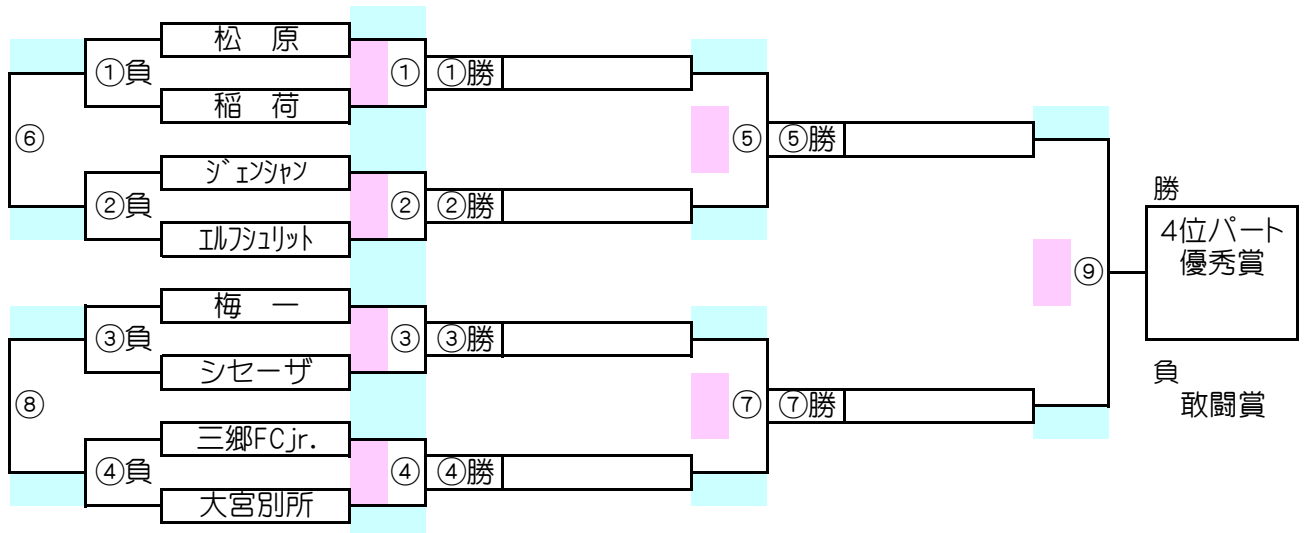 松　原
①負
①
①勝
稲　荷
⑥
⑤
⑤勝
ｼﾞｪﾝｼｬﾝ
②負
②
②勝
ｴﾙﾌｼｭﾘｯﾄ
勝
4位パート
優秀賞
⑨
梅　一
③負
③
③勝
シセーザ
負
敢闘賞
⑧
⑦
⑦勝
三郷FCjr.
④負
④
④勝
大宮別所